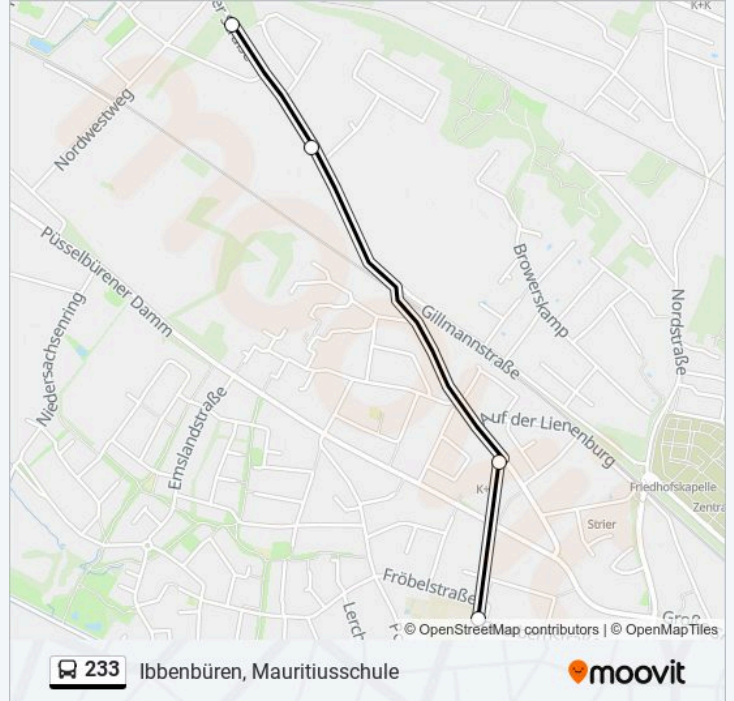 K+K
Nordwestweg
Püsselbürener Damm
Browerskamp
Niedersachsenring
Gillmannstraße
Nordstraße
Emslandstraße
Auf der Lienenburg
Friedhofskapelle
Strier
Fröbelstraße
© OpenStreetMap contributors | © OpenMapTiles
233 Ibbenbüren, Mauritiusschule
moovit